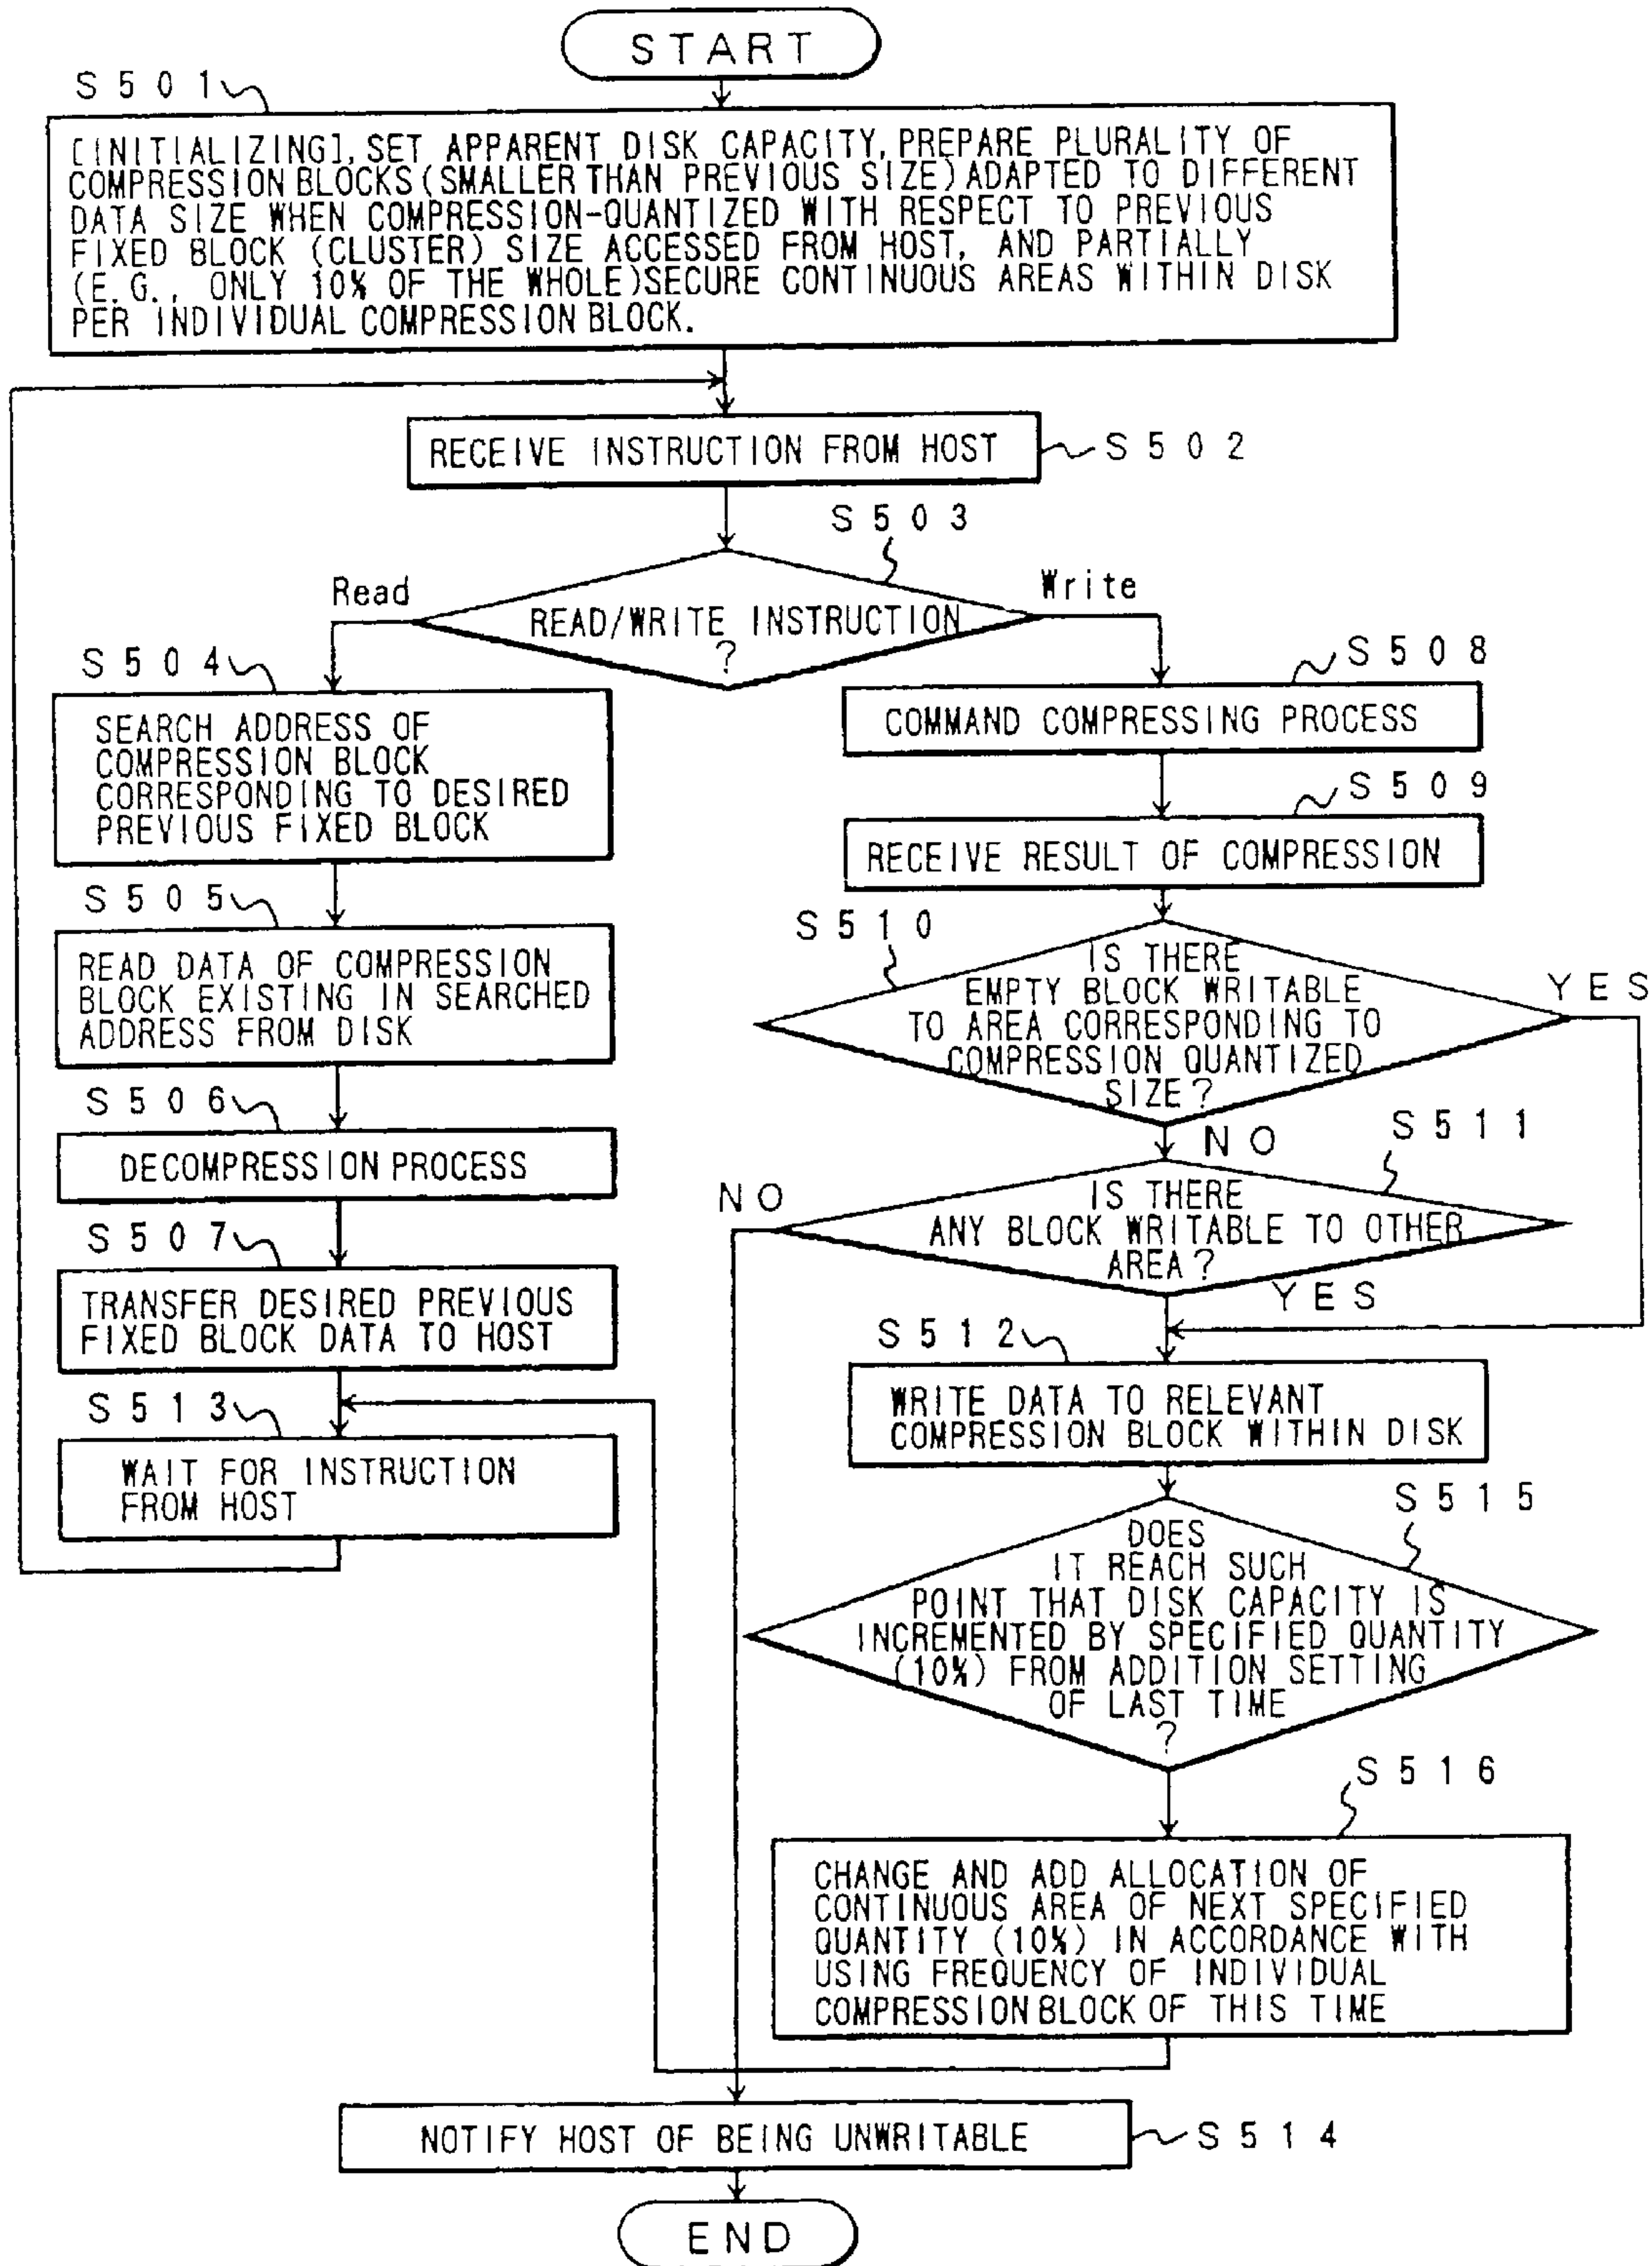 START
S501
[INITIALIZING], SET APPARENT DISK CAPACITY, PREPARE PLURALITY OF
COMPRESSION BLOCKS (SMALLER THAN PREVIOUS SIZE) ADAPTED TO DIFFERENT
DATA SIZE WHEN COMPRESSION-QUANTIZED WITH RESPECT TO PREVIOUS
FIXED BLOCK (CLUSTER) SIZE ACCESSED FROM HOST, AND PARTIALLY
(E.G., ONLY 10% OF THE WHOLE) SECURE CONTINUOUS AREAS WITHIN DISK
PER INDIVIDUAL COMPRESSION BLOCK.
RECEIVE INSTRUCTION FROM HOST
S502
S503
READ/WRITE INSTRUCTION
?
Read
Write
S504
SEARCH ADDRESS OF
COMPRESSION BLOCK
CORRESPONDING TO DESIRED
PREVIOUS FIXED BLOCK
S505
READ DATA OF COMPRESSION
BLOCK EXISTING IN SEARCHED
ADDRESS FROM DISK
S506
DECOMPRESSION PROCESS
S507
TRANSFER DESIRED PREVIOUS
FIXED BLOCK DATA TO HOST
S513
WAIT FOR INSTRUCTION
FROM HOST
S508
COMMAND COMPRESSING PROCESS
S509
RECEIVE RESULT OF COMPRESSION
S510
IS THERE
EMPTY BLOCK WRITABLE
TO AREA CORRESPONDING TO
COMPRESSION QUANTIZED
SIZE?
YES
NO
S511
IS THERE
ANY BLOCK WRITABLE TO OTHER
AREA?
NO
YES
S512
WRITE DATA TO RELEVANT
COMPRESSION BLOCK WITHIN DISK
S515
DOES
IT REACH SUCH
POINT THAT DISK CAPACITY IS
INCREMENTED BY SPECIFIED QUANTITY
(10%) FROM ADDITION SETTING
OF LAST TIME
?
S516
CHANGE AND ADD ALLOCATION OF
CONTINUOUS AREA OF NEXT SPECIFIED
QUANTITY (10%) IN ACCORDANCE WITH
USING FREQUENCY OF INDIVIDUAL
COMPRESSION BLOCK OF THIS TIME
NOTIFY HOST OF BEING UNWRITABLE
S514
END